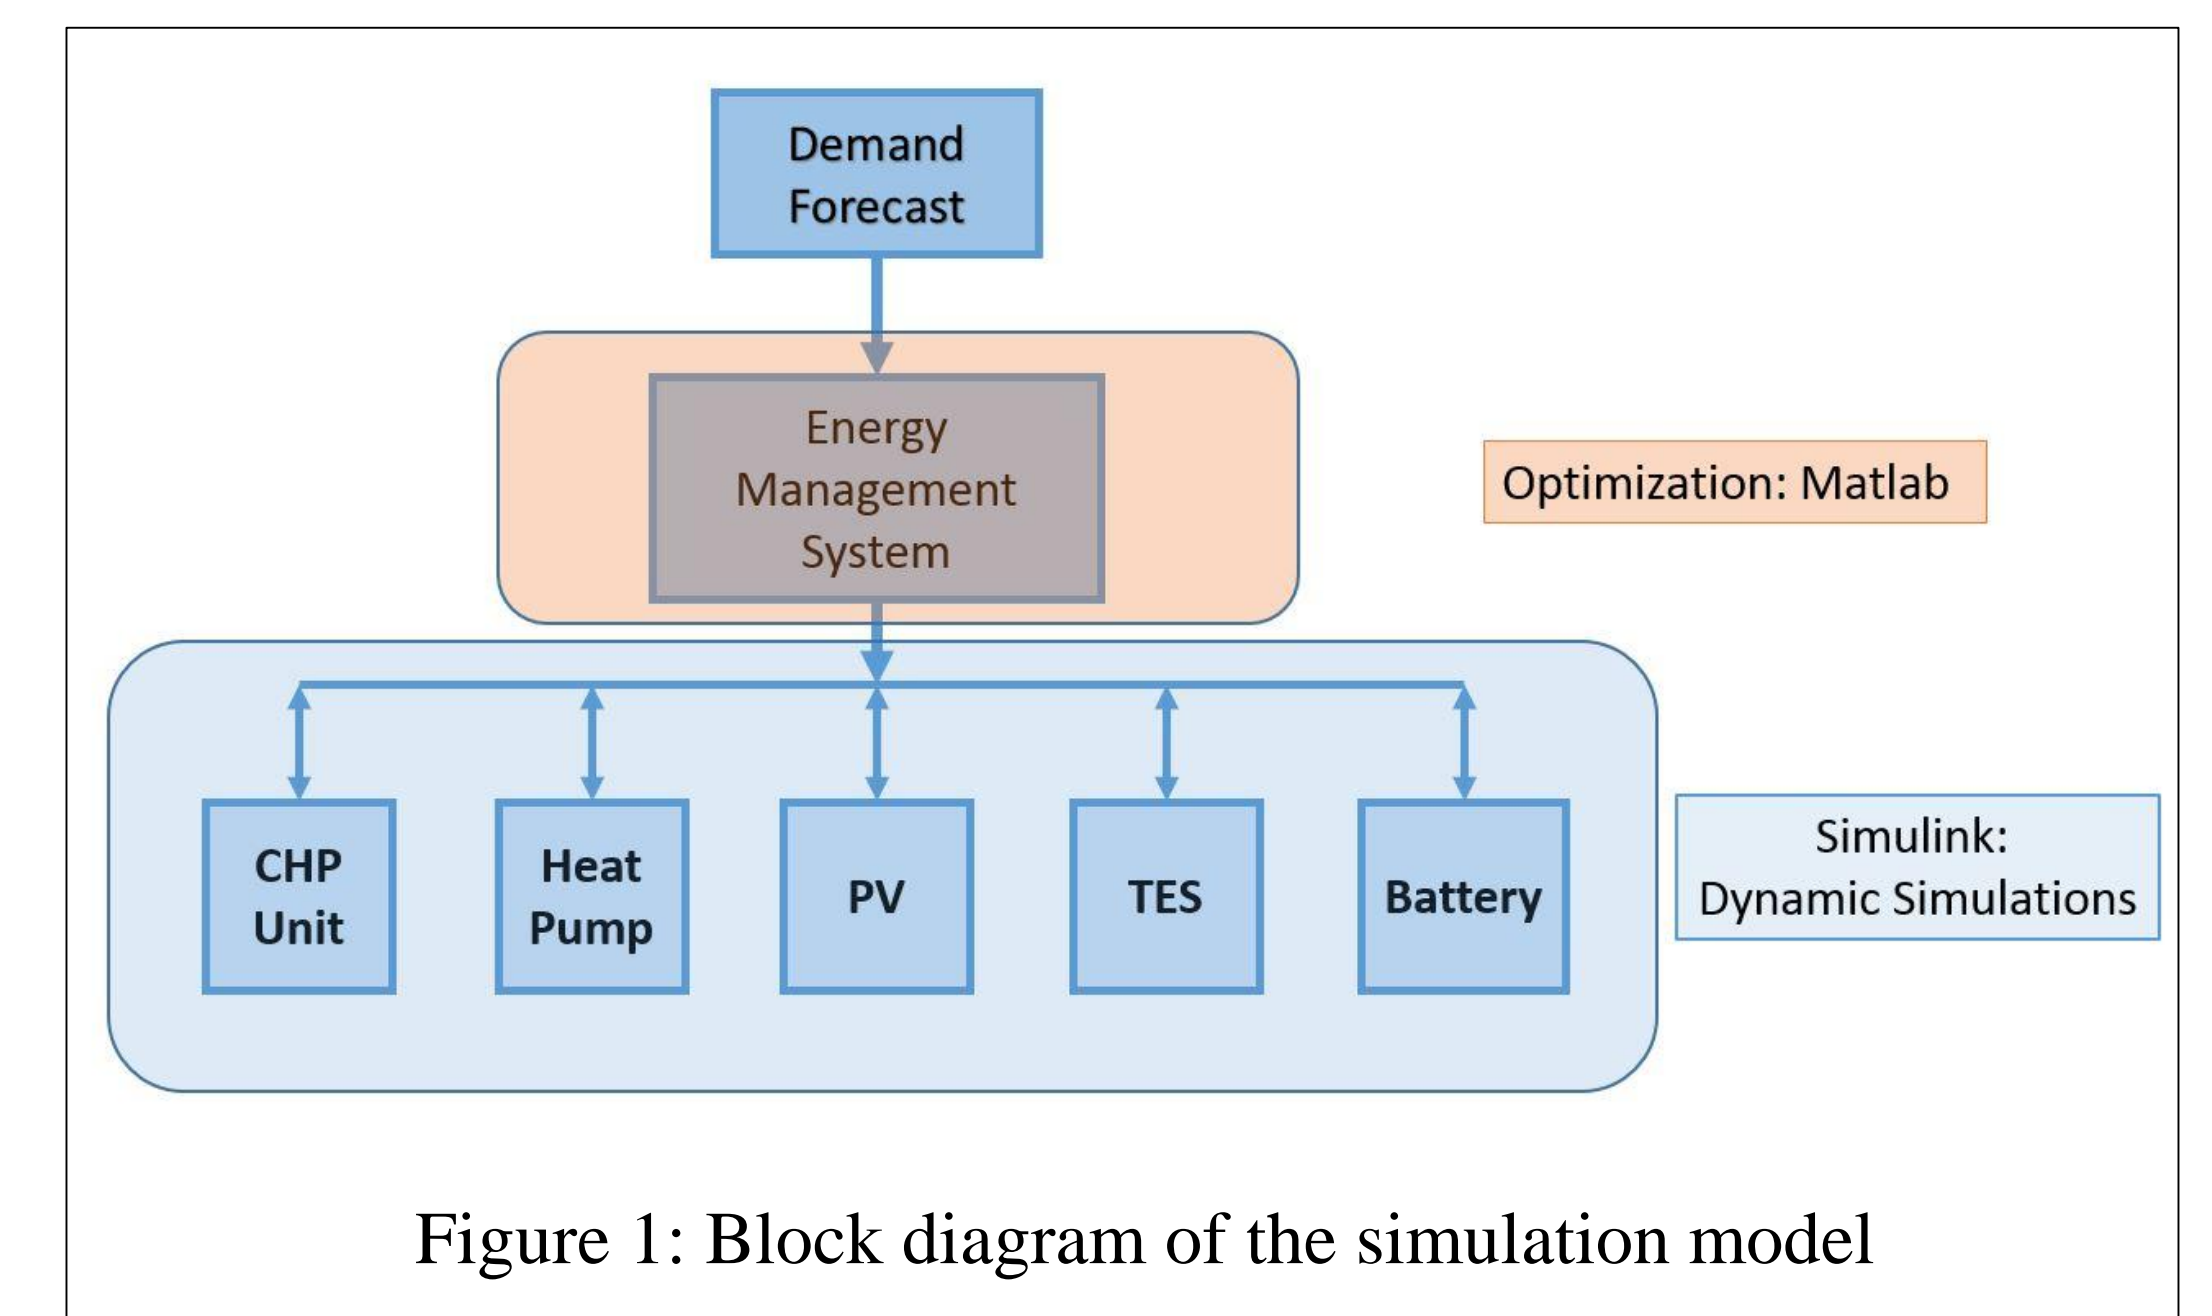 Demand
Forecast
Energy
Management
System
Optimization: Matlab
CHP
Unit
Heat
Pump
PV
TES
Battery
Simulink:
Dynamic Simulations
Figure 1: Block diagram of the simulation model